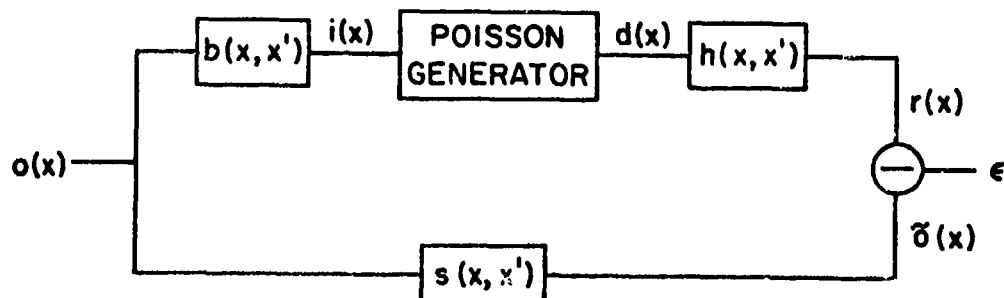 b(x,x')
i(x)
POISSON
GENERATOR
d(x)
h(x,x')
r(x)
o(x)
−
ϵ
õ(x)
s(x,x')